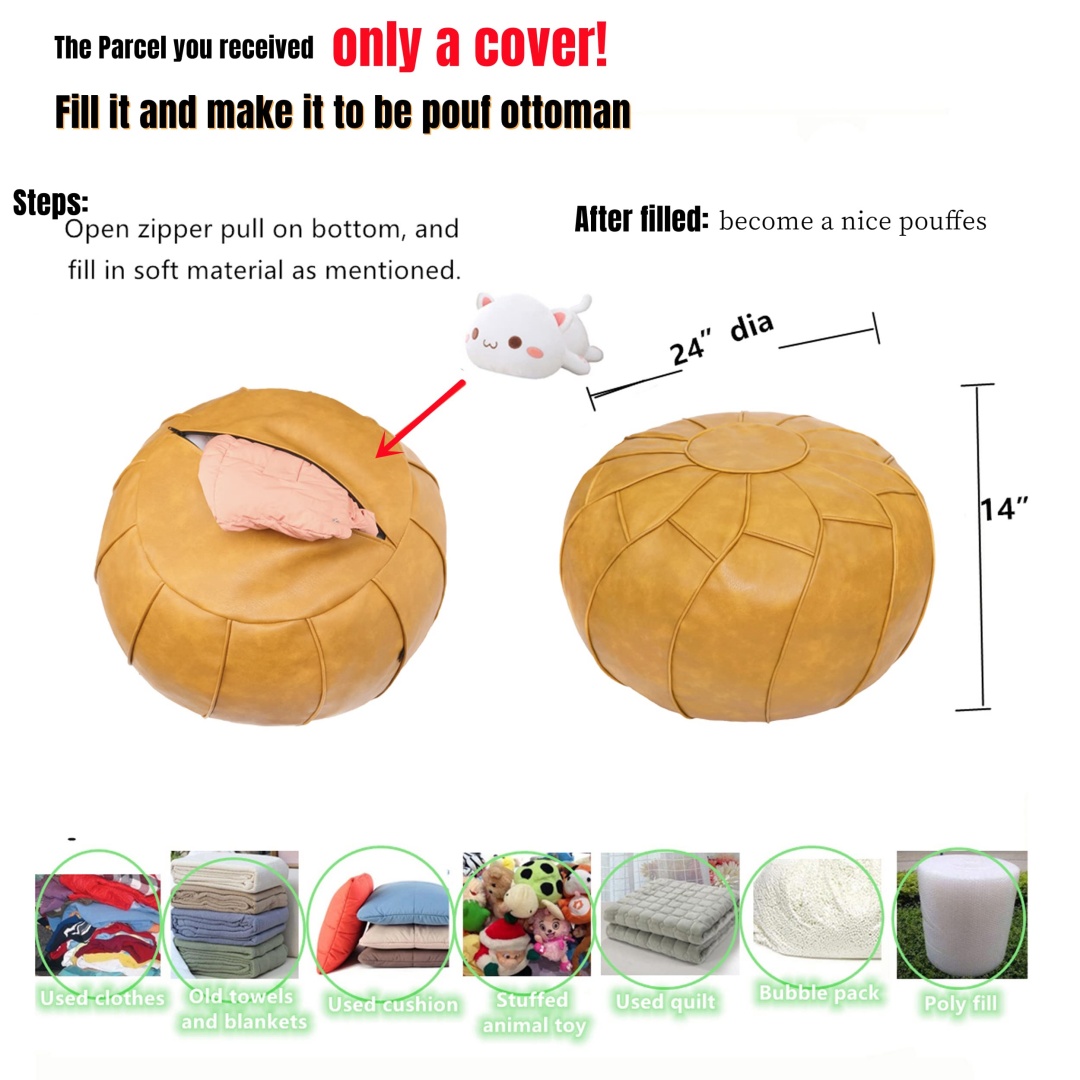 The Parcel you received only a cover!
Fill it and make it to be pouf ottoman
Steps:
Open zipper pull on bottom, and
fill in soft material as mentioned.
After filled: become a nice pouffes
24″ dia
14″
Used clothes
Old towels
and blankets
Used cushion
Stuffed
animal toy
Used quilt
Bubble pack
Poly fill